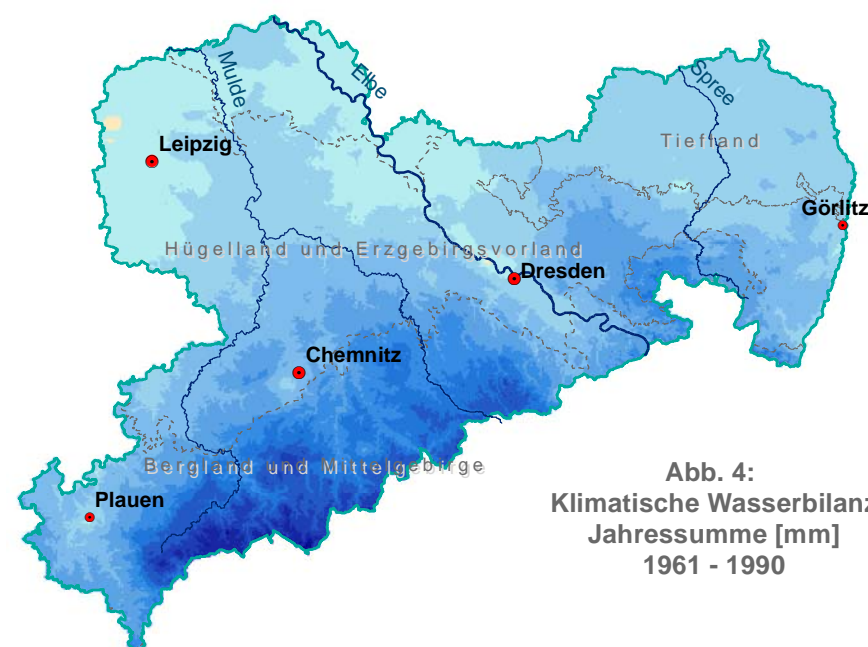 Mulde
Elbe
Spree
Leipzig
Tiefland
Görlitz
Hügelland und Erzgebirgsvorland
Dresden
Chemnitz
Bergland und Mittelgebirge
Plauen
Abb. 4:
Klimatische Wasserbilanz
Jahressumme [mm]
1961 - 1990